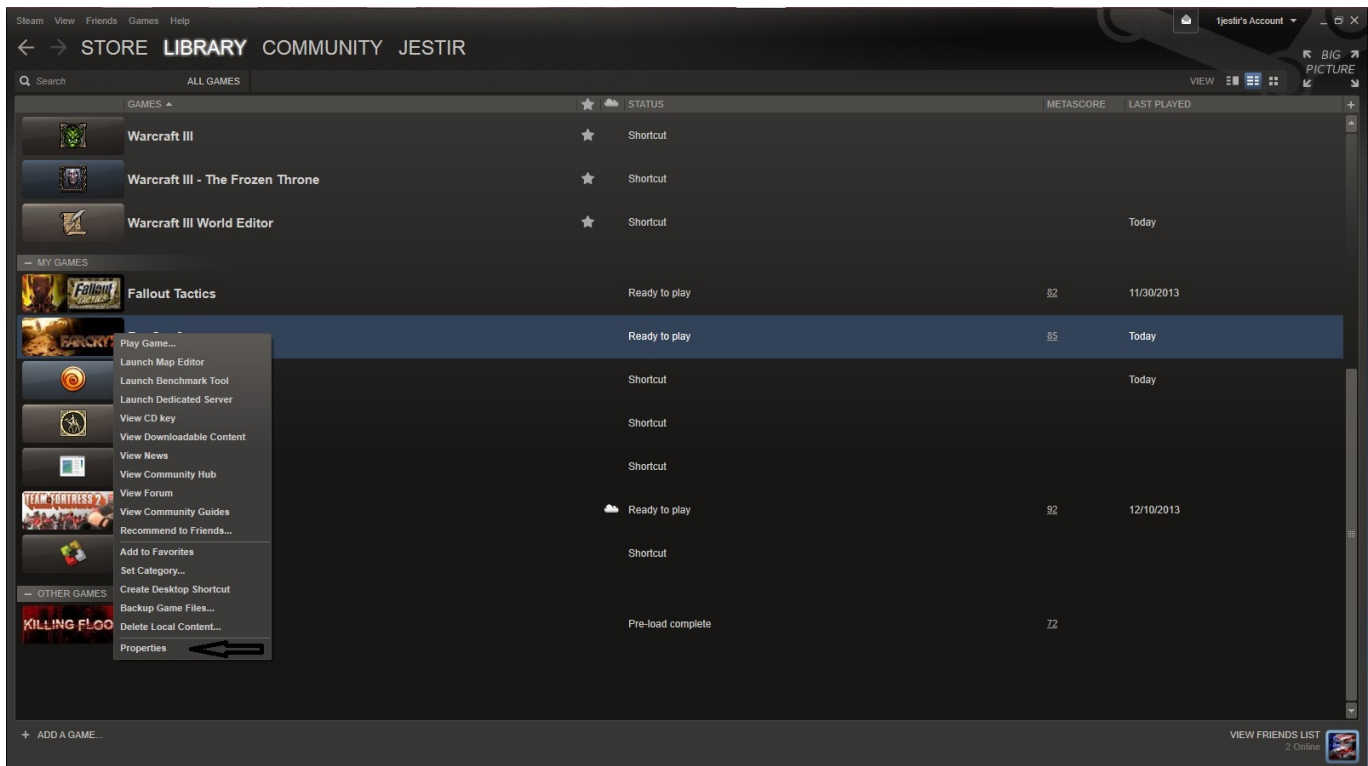 Steam View Friends Games Help
1jestir's Account
STORE LIBRARY COMMUNITY JESTIR
BIG PICTURE
Search ALL GAMES
VIEW
GAMES STATUS METASCORE LAST PLAYED
Warcraft III Shortcut
Warcraft III - The Frozen Throne Shortcut
Warcraft III World Editor Shortcut Today
— MY GAMES
Fallout Tactics Ready to play 82 11/30/2013
FARCRY Ready to play 85 Today
Shortcut Today
Shortcut
Shortcut
TEAM FORTRESS 2 Ready to play 92 12/10/2013
Shortcut
— OTHER GAMES
KILLING FLOO Pre-load complete 72
Play Game...
Launch Map Editor
Launch Benchmark Tool
Launch Dedicated Server
View CD key
View Downloadable Content
View News
View Community Hub
View Forum
View Community Guides
Recommend to Friends...
Add to Favorites
Set Category...
Create Desktop Shortcut
Backup Game Files...
Delete Local Content...
Properties
+ ADD A GAME...
VIEW FRIENDS LIST
2 Online